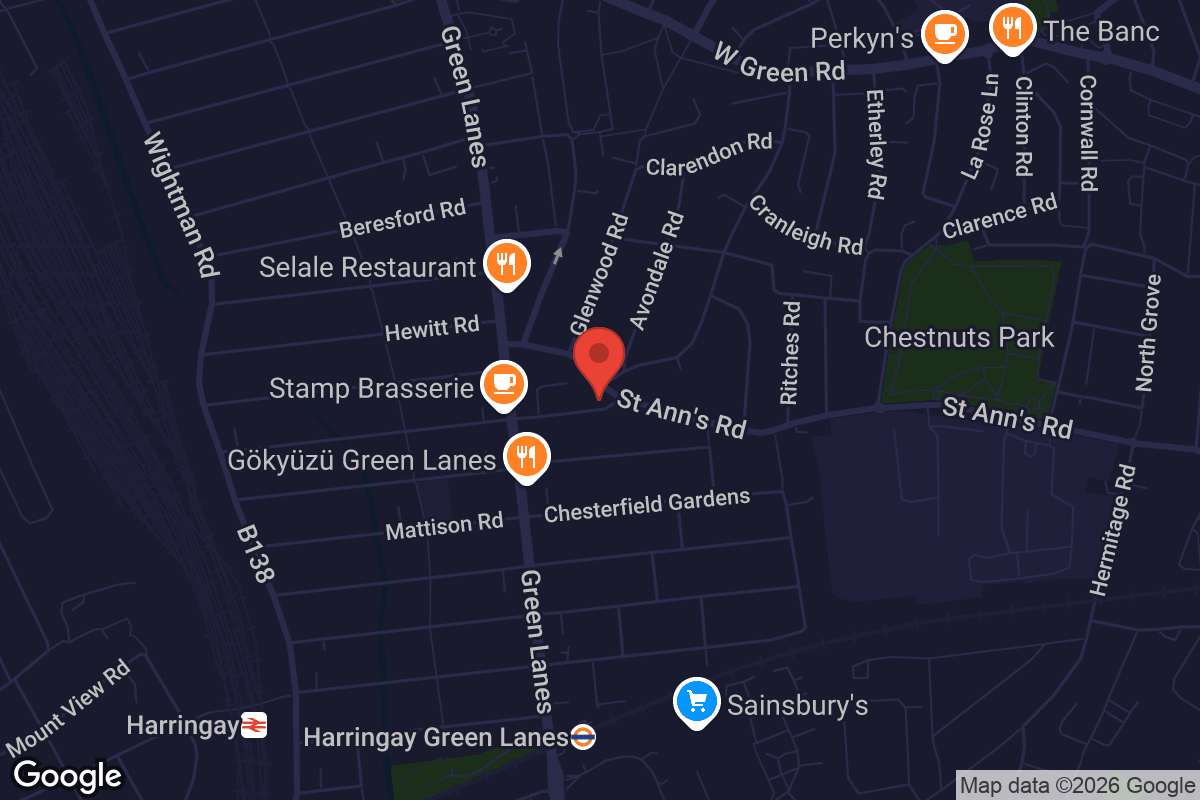 Perkyn's
The Banc
W Green Rd
Green Lanes
Wightman Rd
Etherley Rd
La Rose Ln
Clinton Rd
Cornwall Rd
Clarendon Rd
Beresford Rd
Cranleigh Rd
Clarence Rd
Selale Restaurant
Glenwood Rd
Avondale Rd
Hewitt Rd
Ritches Rd
Chestnuts Park
North Grove
Stamp Brasserie
St Ann's Rd
St Ann's Rd
Gökyüzü Green Lanes
Mattison Rd
Chesterfield Gardens
Hermitage Rd
B138
Green Lanes
Mount View Rd
Harringay
Harringay Green Lanes
Sainsbury's
Google
Map data ©2026 Google